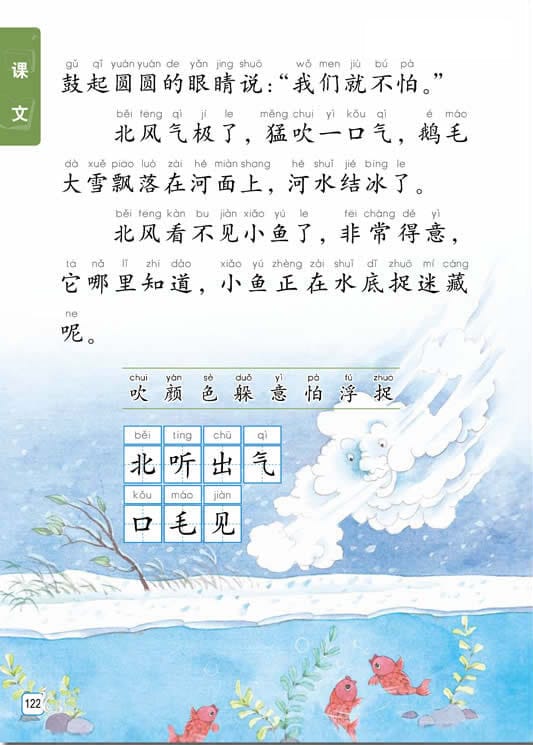 课文
gǔ qǐ yuán yuán de yǎn jing shuō wǒ men jiù bú pà
鼓起圆圆的眼睛说：“我们就不怕。”
běi fēng qì jí le měng chuī yì kǒu qì é máo
北风气极了，猛吹一口气，鹅毛
dà xuě piāo luò zài hé miàn shang hé shuǐ jié bīng le
大雪飘落在河面上，河水结冰了。
běi fēng kàn bu jiàn xiǎo yú le fēi cháng dé yì
北风看不见小鱼了，非常得意，
tā nǎ lǐ zhī dào xiǎo yú zhèng zài shuǐ dǐ zhuō mí cáng
它哪里知道，小鱼正在水底捉迷藏
ne
呢。
chuī yán sè duǒ yì pà fú zhuō
吹颜色躲意怕浮捉
běi tīng chū qì
北听出气
kǒu máo jiàn
口毛见
122